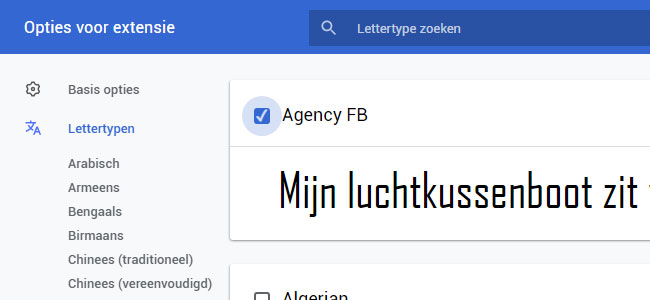 Opties voor extensie
Lettertype zoeken
Basis opties
Lettertypen
Arabisch
Armeens
Bengaals
Birmaans
Chinees (traditioneel)
Chinees (vereenvoudigd)
Agency FB
Mijn luchtkussenboot zit
Algerian